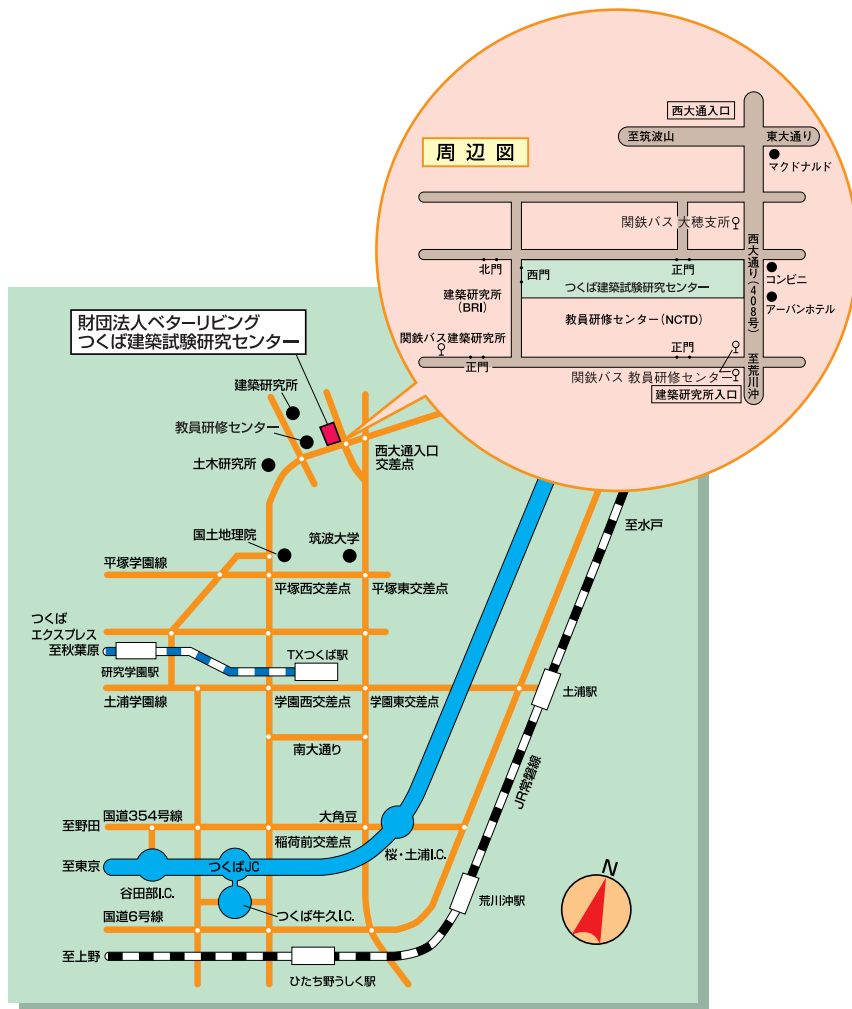 西大通入口
至筑波山
東大通り
マクドナルド
周辺図
関鉄バス 大穂支所
西大通り(408号)
至荒川沖
北門
西門
正門
コンビニ
つくば建築試験研究センター
アーバンホテル
建築研究所
(BRI)
教員研修センター(NCTD)
関鉄バス建築研究所
正門
正門
関鉄バス 教員研修センター
建築研究所入口
財団法人ベターリビング
つくば建築試験研究センター
建築研究所
教員研修センター
土木研究所
西大通入口
交差点
国土地理院
筑波大学
至水戸
平塚学園線
平塚西交差点
平塚東交差点
つくば
エクスプレス
至秋葉原
研究学園駅
TXつくば駅
土浦学園線
学園西交差点
学園東交差点
土浦駅
南大通り
JR常磐線
国道354号線
大角豆
至野田
稲荷前交差点
桜・土浦I.C.
至東京
つくばJC
谷田部I.C.
つくば牛久I.C.
荒川沖駅
N
国道6号線
至上野
ひたち野うしく駅